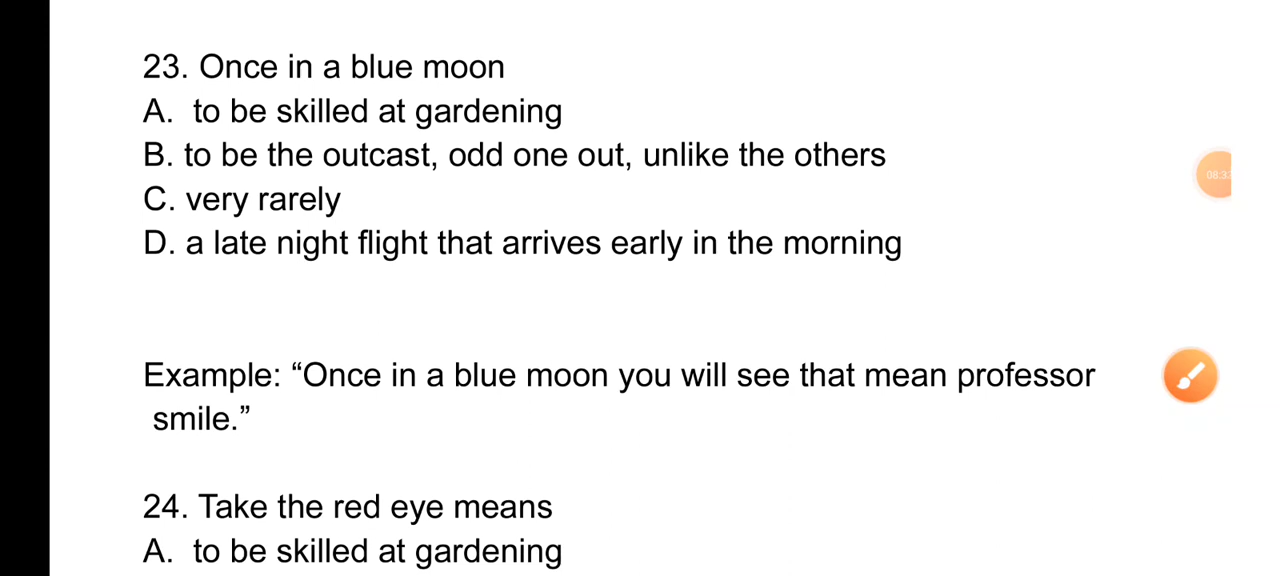 23. Once in a blue moon
A. to be skilled at gardening
B. to be the outcast, odd one out, unlike the others
C. very rarely
D. a late night flight that arrives early in the morning
Example: “Once in a blue moon you will see that mean professor
smile.”
24. Take the red eye means
A. to be skilled at gardening